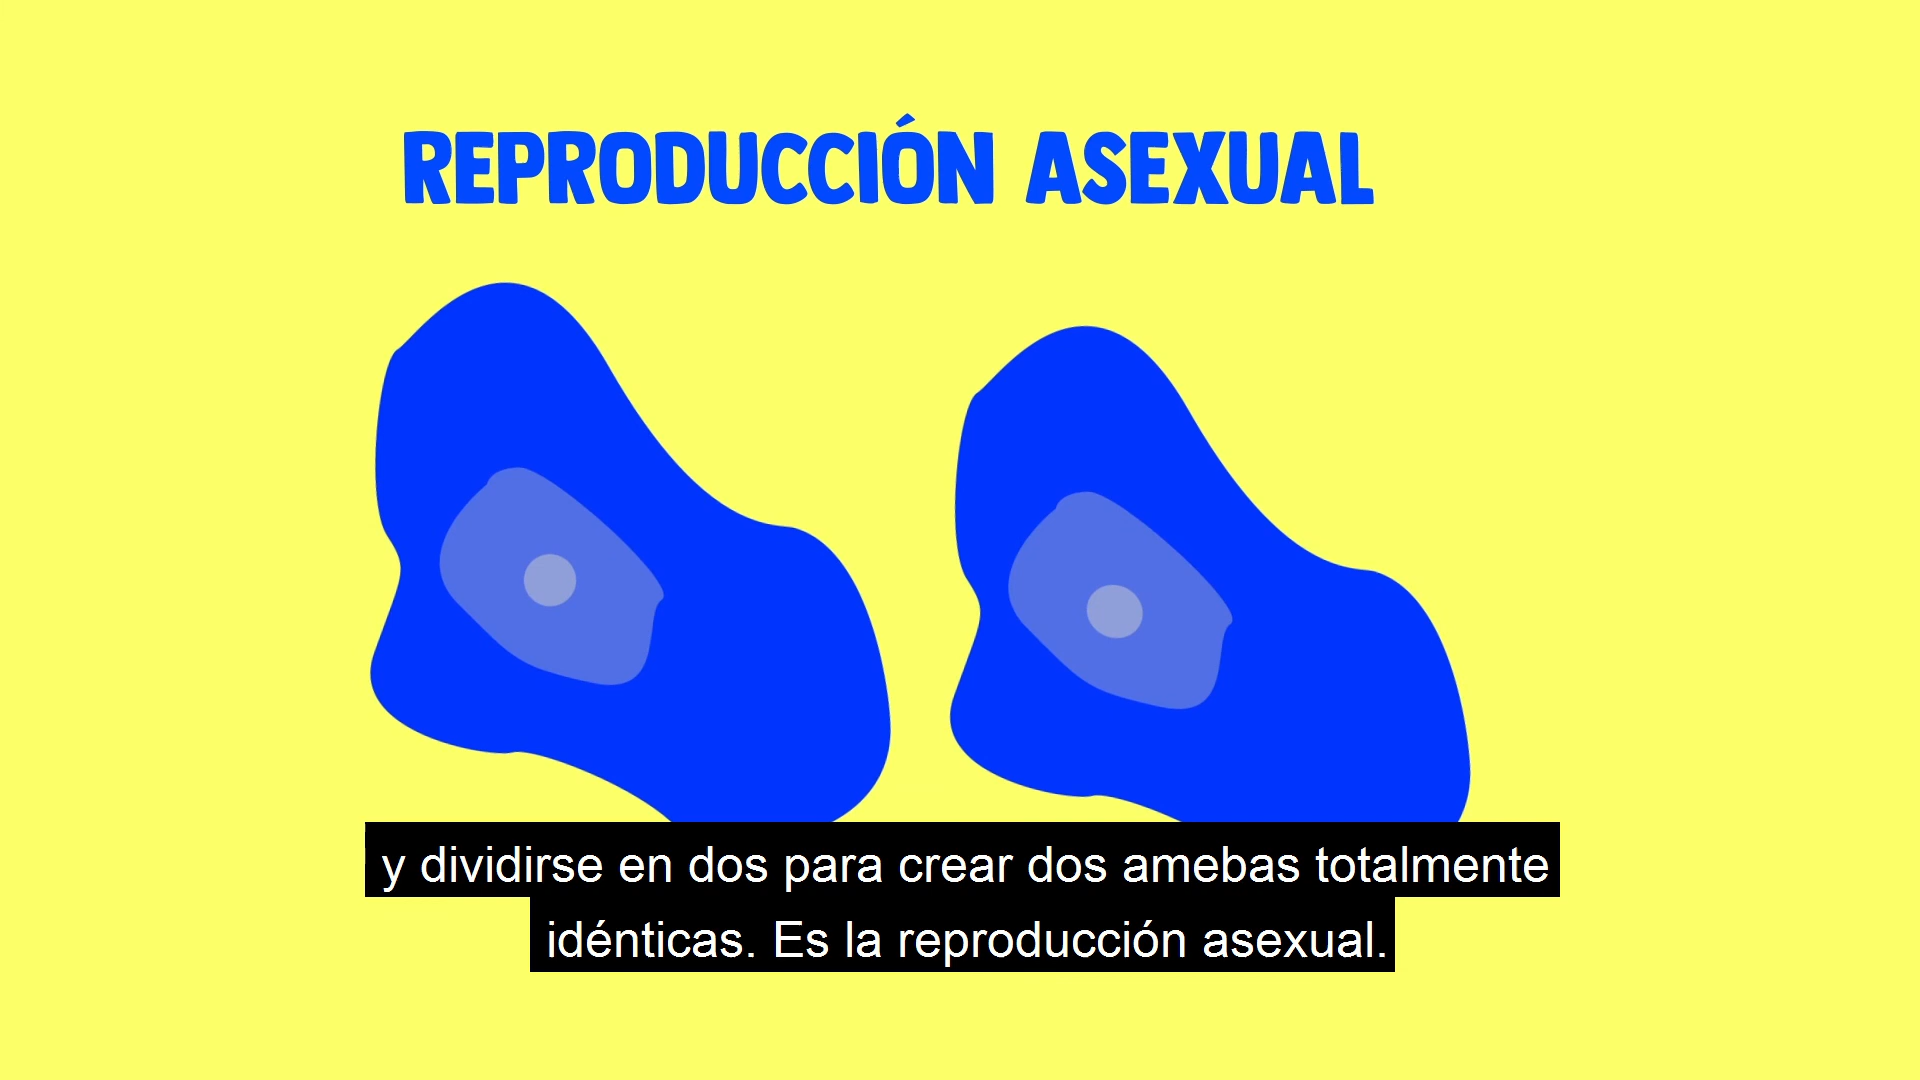 REPRODUCCIÓN ASEXUAL
y dividirse en dos para crear dos amebas totalmente
idénticas. Es la reproducción asexual.